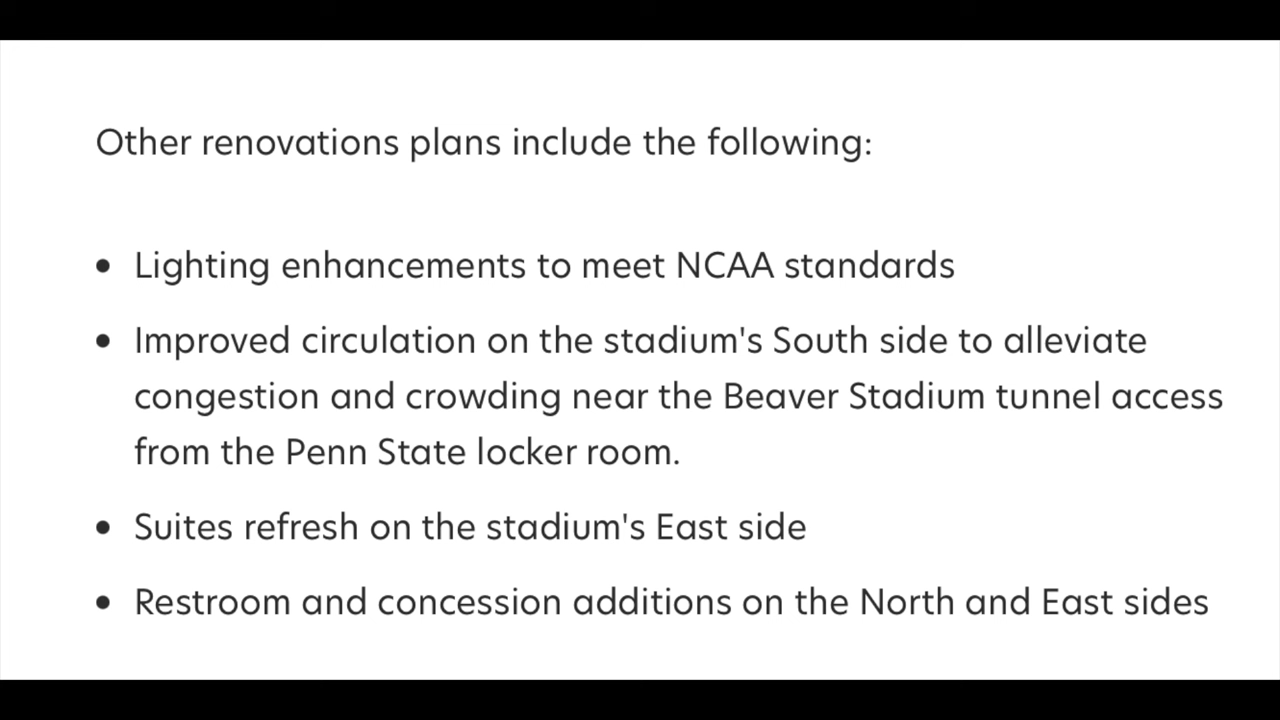 Other renovations plans include the following:
• Lighting enhancements to meet NCAA standards
• Improved circulation on the stadium's South side to alleviate
congestion and crowding near the Beaver Stadium tunnel access
from the Penn State locker room.
• Suites refresh on the stadium's East side
• Restroom and concession additions on the North and East sides